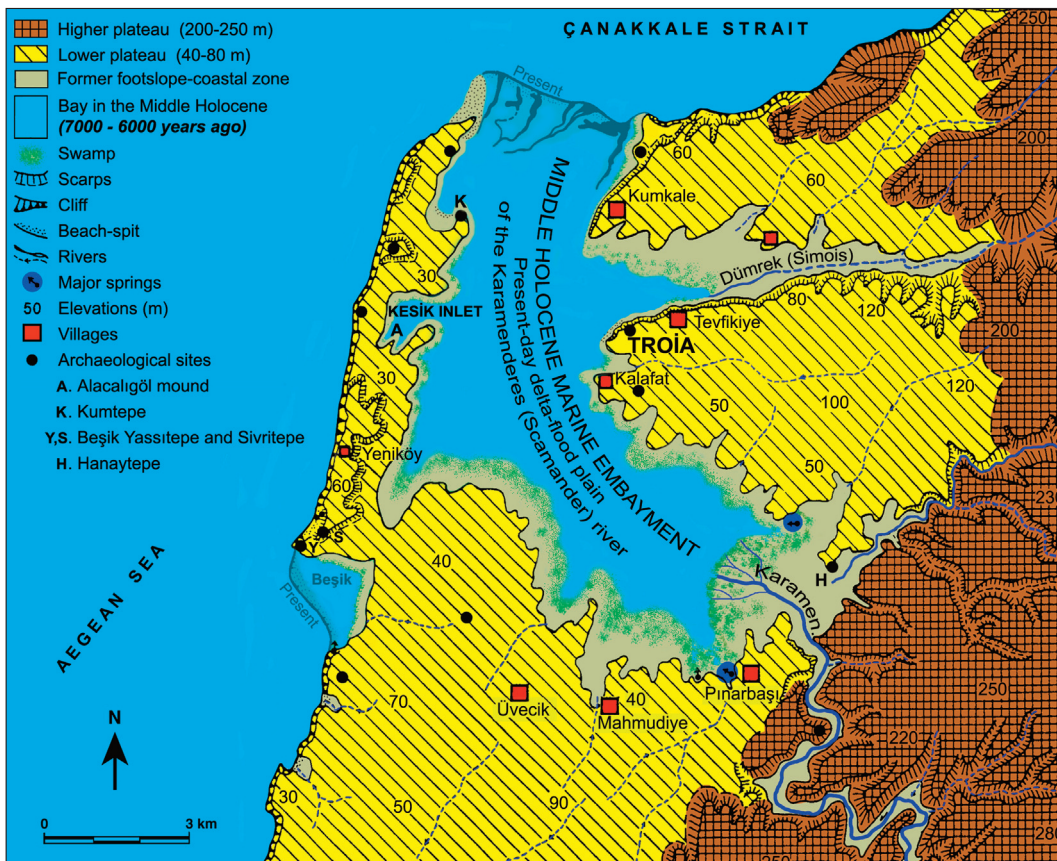 Higher plateau (200-250 m)
Lower plateau (40-80 m)
Former footslope-coastal zone
Bay in the Middle Holocene
(7000 - 6000 years ago)
Swamp
Scarps
Cliff
Beach-spit
Rivers
Major springs
50 Elevations (m)
Villages
Archaeological sites
A. Alacalıgöl mound
K. Kumtepe
Y,S. Beşik Yassıtepe and Sivritepe
H. Hanaytepe
ÇANAKKALE STRAIT
250
Present
200
60
60
K
Kumkale
MIDDLE HOLOCENE MARINE EMBAYMENT
Present-day delta-flood plain
of the Karamenderes (Scamander) river
Dümrek (Simois)
30
KESİK INLET
A
80
120
Tevfikiye
TROİA
200
30
Kalafat
50
100
120
Yeniköy
50
60
Y
S
23
40
Beşik
Present
Karamen.
H
AEGEAN SEA
Pınarbaşı
250
70
Üvecik
40
Mahmudiye
220
N
30
50
90
0
3 km
250
280